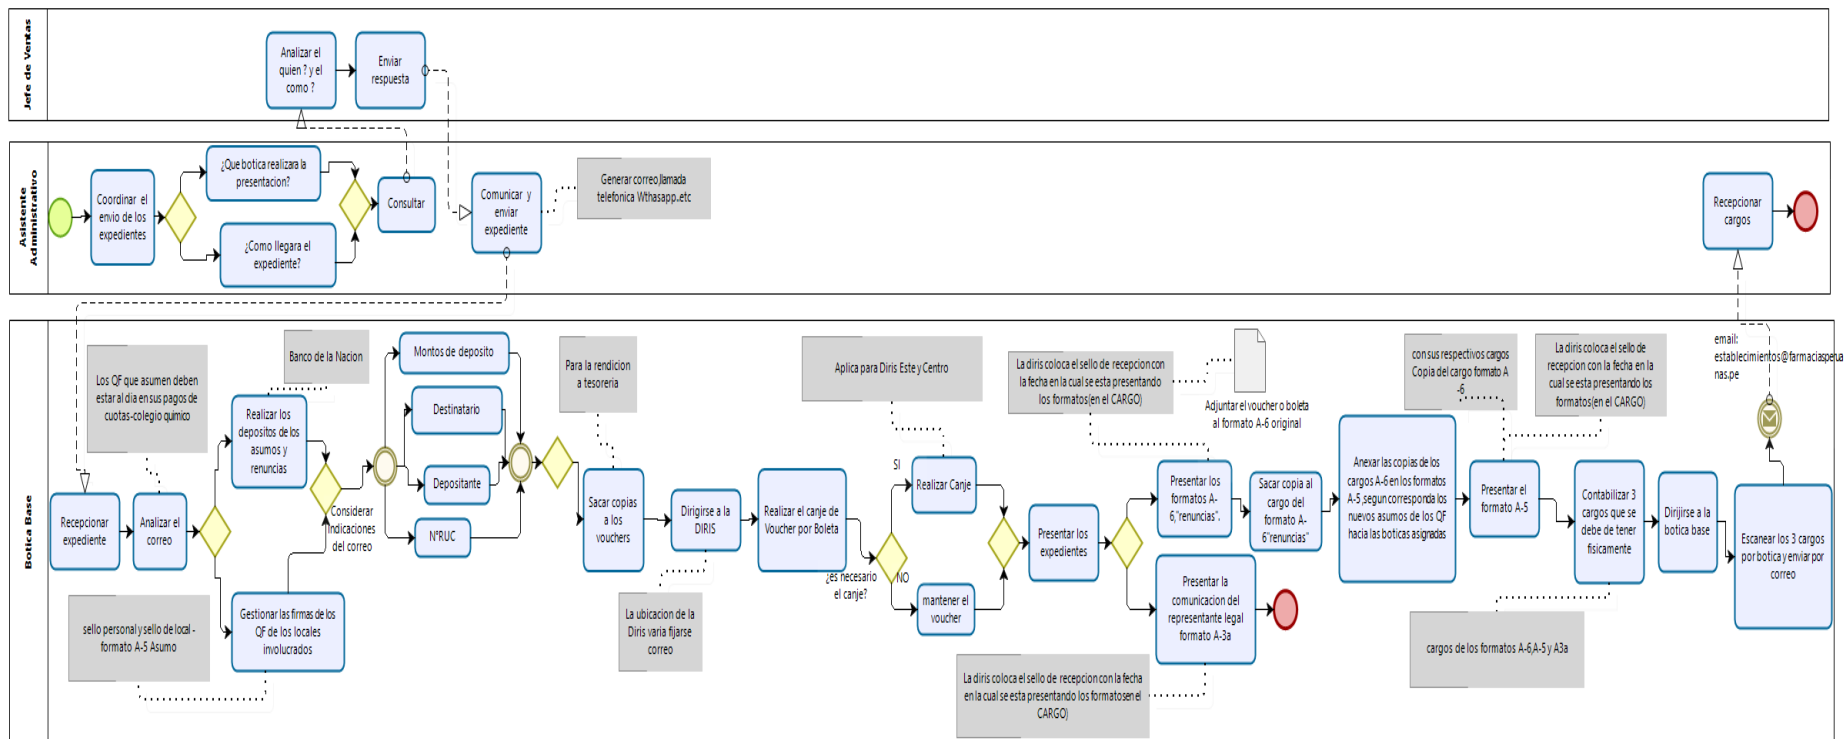 Jefe de Ventas
Analizar el
quien ? y el
como ?
Enviar
respuesta
Asistente
Administrativo
Coordinar el
envio de los
expedientes
¿Que botica realizara la
presentacion?
¿Como llegara el
expediente?
Consultar
Comunicar y
enviar
expediente
Generar correo,llamada
telefonica Wthasapp..etc
Recepcionar
cargos
Botica Base
Los QF que asumen deben
estar al dia en sus pagos de
cuotas-colegio quimico
Banco de la Nacion
Recepcionar
expediente
Analizar el
correo
Realizar los
depositos de los
asumos y
renuncias
sello personal y sello de local -
formato A-5 Asumo
Gestionar las firmas de los
QF de los locales
involucrados
Considerar
indicaciones
del correo
Montos de deposito
Destinatario
Depositante
N°RUC
Para la rendicion
a tesoreria
Sacar copias
a los
vouchers
Dirigirse a la
DIRIS
La ubicacion de la
Diris varia fijarse
correo
Realizar el canje de
Voucher por Boleta
Aplica para Diris Este y Centro
¿es necesario
el canje?
SI
NO
Realizar Canje
mantener el
voucher
Presentar los
expedientes
La diris coloca el sello de recepcion con
la fecha en la cual se esta presentando
los formatos(en el CARGO)
Adjuntar el voucher o boleta
al formato A-6 original
Presentar los
formatos A-
6,"renuncias".
Presentar la
comunicacion del
representante legal
formato A-3a
La diris coloca el sello de recepcion con la fecha
en la cual se esta presentando los formatosen el
CARGO)
Sacar copia al
cargo del
formato A-
6"renuncias"
Anexar las copias de los
cargos A-6 en los formatos
A-5 ,segun corresponda los
nuevos asumos de los QF
hacia las boticas asignadas
con sus respectivos cargos
Copia del cargo formato A
-6
La diris coloca el sello de
recepcion con la fecha en la
cual se esta presentando los
formatos(en el CARGO)
Presentar el
formato A-5
Contabilizar 3
cargos que se
debe de tener
fisicamente
cargos de los formatos A-6,A-5 y A3a
Dirijirse a la
botica base
Escanear los 3 cargos
por botica y enviar por
correo
email:
establecimientos@farmaciasperua
nas.pe